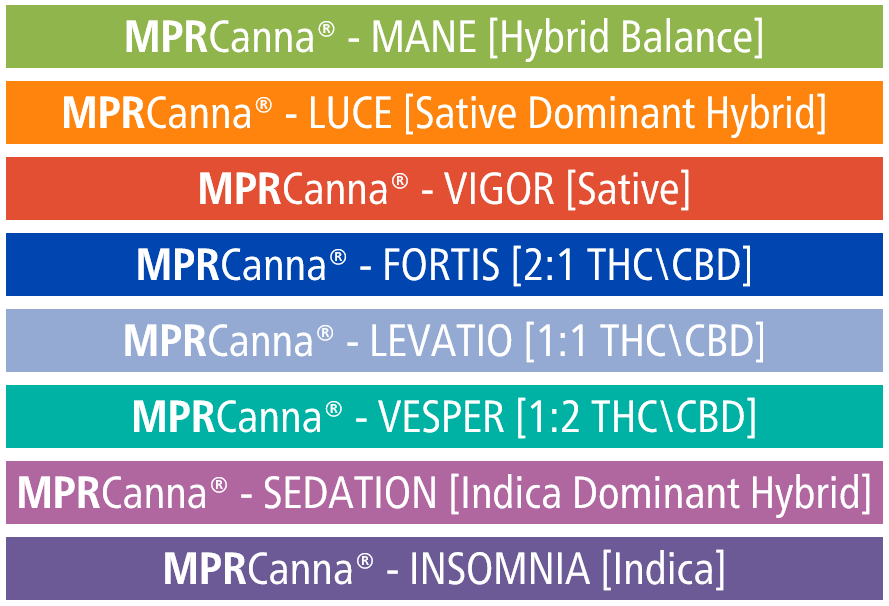 MPRCanna® - MANE [Hybrid Balance]
MPRCanna® - LUCE [Sative Dominant Hybrid]
MPRCanna® - VIGOR [Sative]
MPRCanna® - FORTIS [2:1 THC\CBD]
MPRCanna® - LEVATIO [1:1 THC\CBD]
MPRCanna® - VESPER [1:2 THC\CBD]
MPRCanna® - SEDATION [Indica Dominant Hybrid]
MPRCanna® - INSOMNIA [Indica]